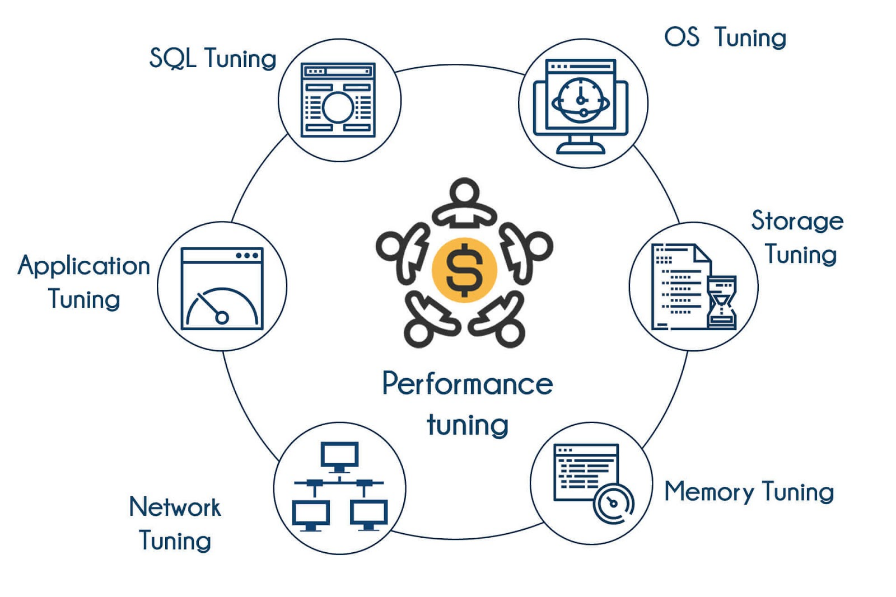 SQL Tuning
OS Tuning
Application
Tuning
Storage
Tuning
$
Performance
tuning
Network
Tuning
Memory Tuning